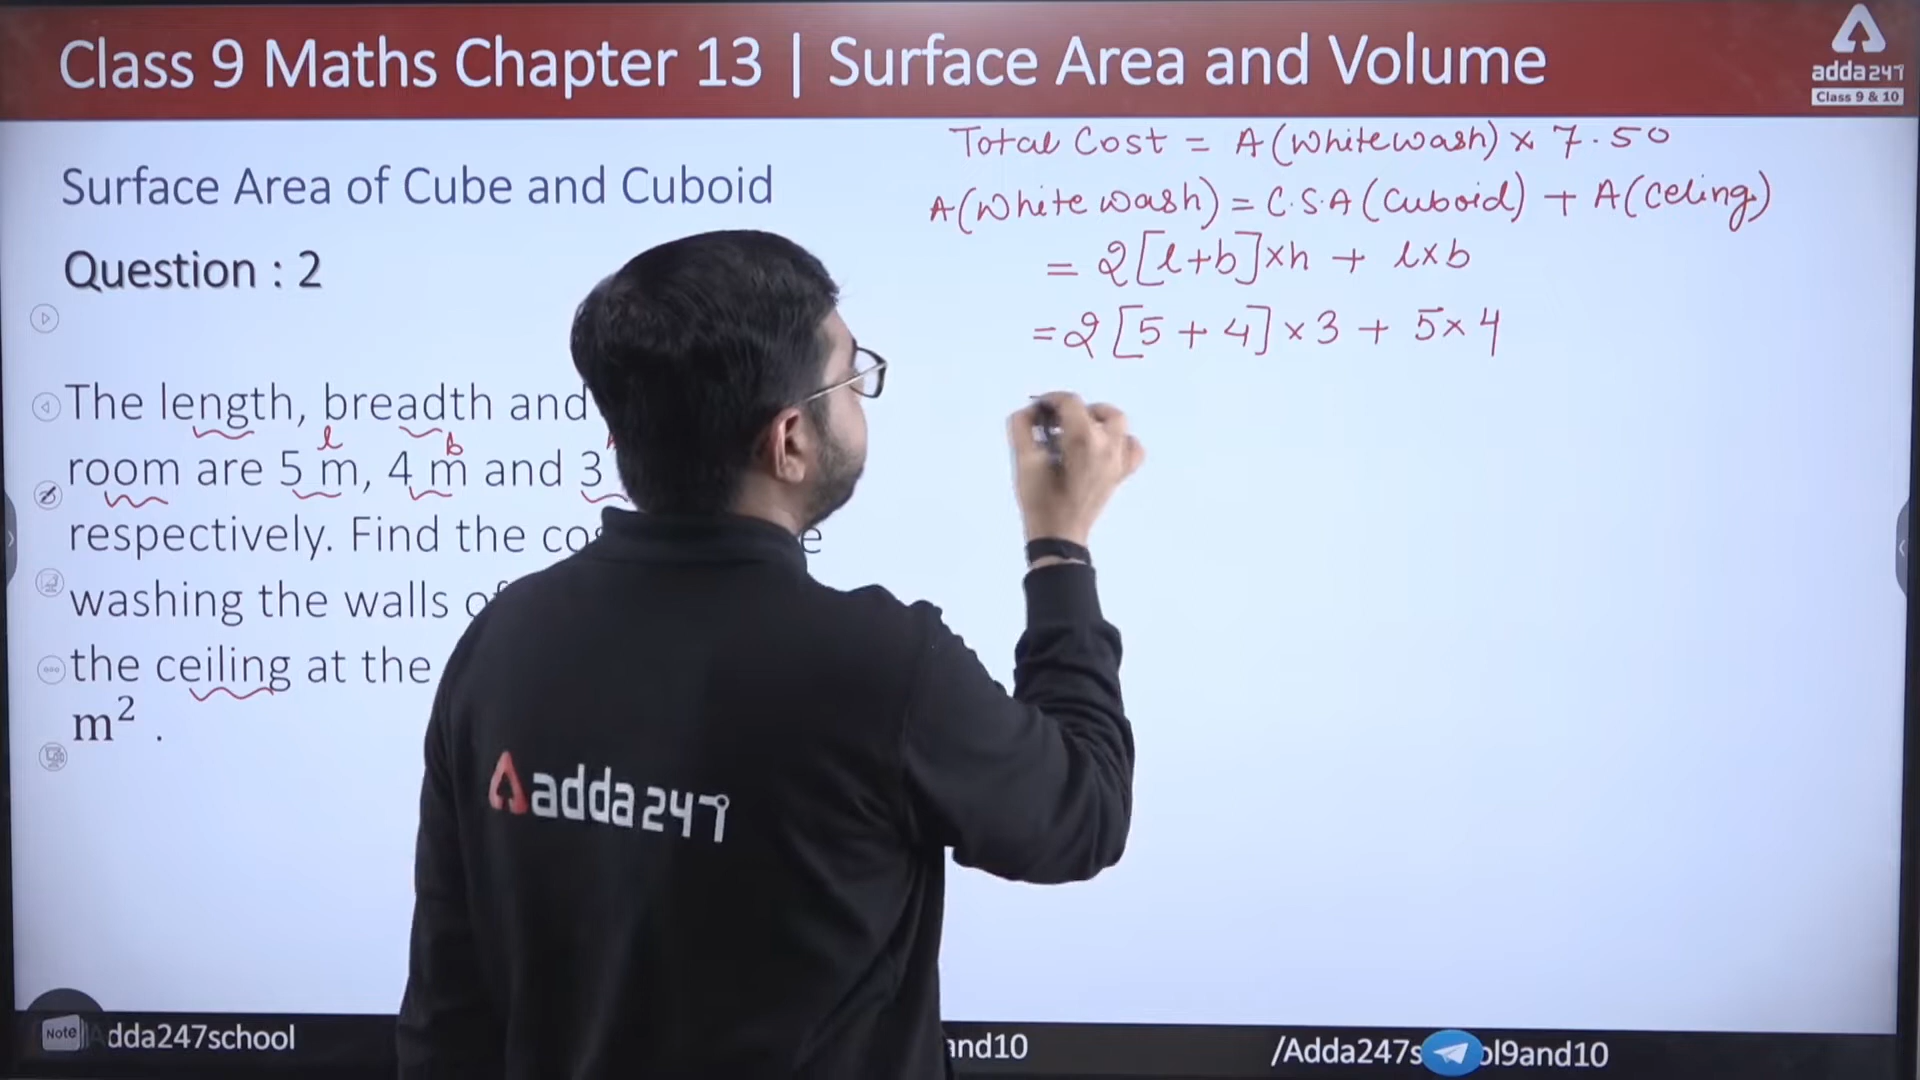 Class 9 Maths Chapter 13 | Surface Area and Volume
adda247
Class 9 & 10
Surface Area of Cube and Cuboid
Question : 2
The length, breadth and
l b
room are 5 m, 4 m and 3
respectively. Find the
washing the walls
the ceiling at the
m² .
Total Cost = A(Whitewash) × 7.50
A(White wash) = C.S.A (Cuboid) + A(Celing)
= 2[l+b]×h + l×b
= 2[5 + 4]×3 + 5×4
adda247
Note
dda247school
and10
/Adda247s ol9and10